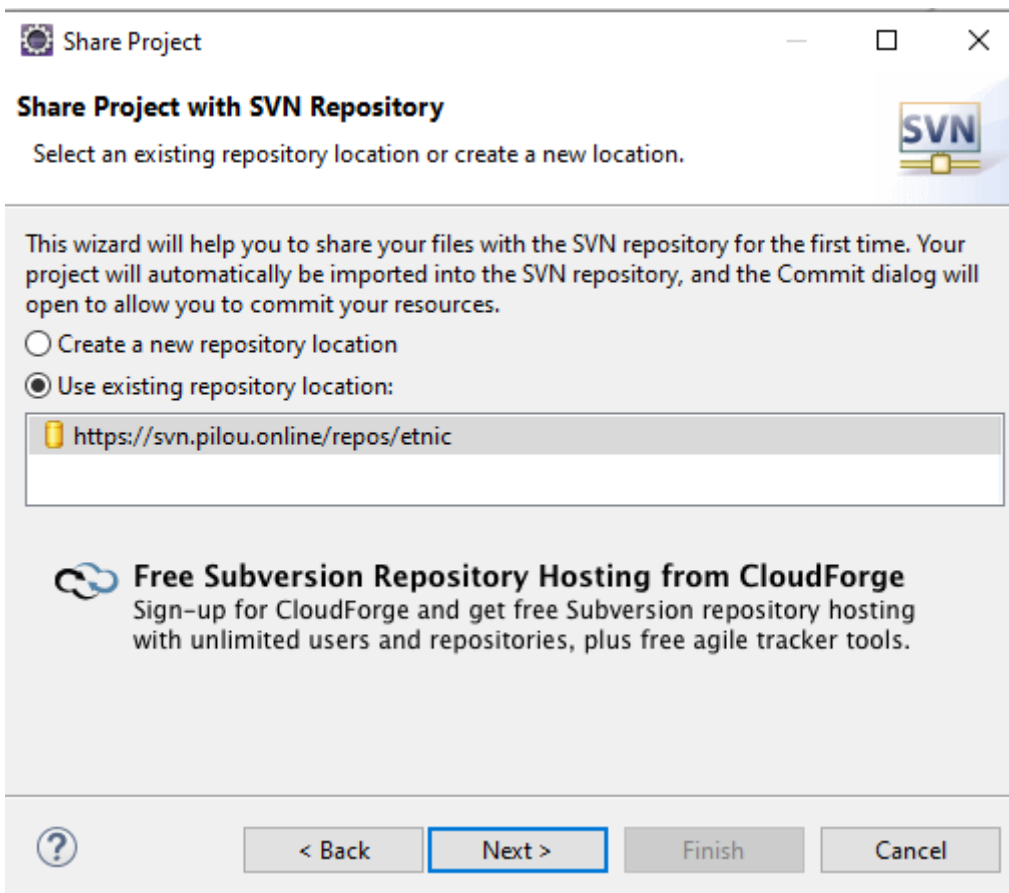 Share Project
Share Project with SVN Repository
Select an existing repository location or create a new location.
SVN
This wizard will help you to share your files with the SVN repository for the first time. Your
project will automatically be imported into the SVN repository, and the Commit dialog will
open to allow you to commit your resources.
Create a new repository location
Use existing repository location:
https://svn.pilou.online/repos/etnic
Free Subversion Repository Hosting from CloudForge
Sign-up for CloudForge and get free Subversion repository hosting
with unlimited users and repositories, plus free agile tracker tools.
? < Back Next > Finish Cancel